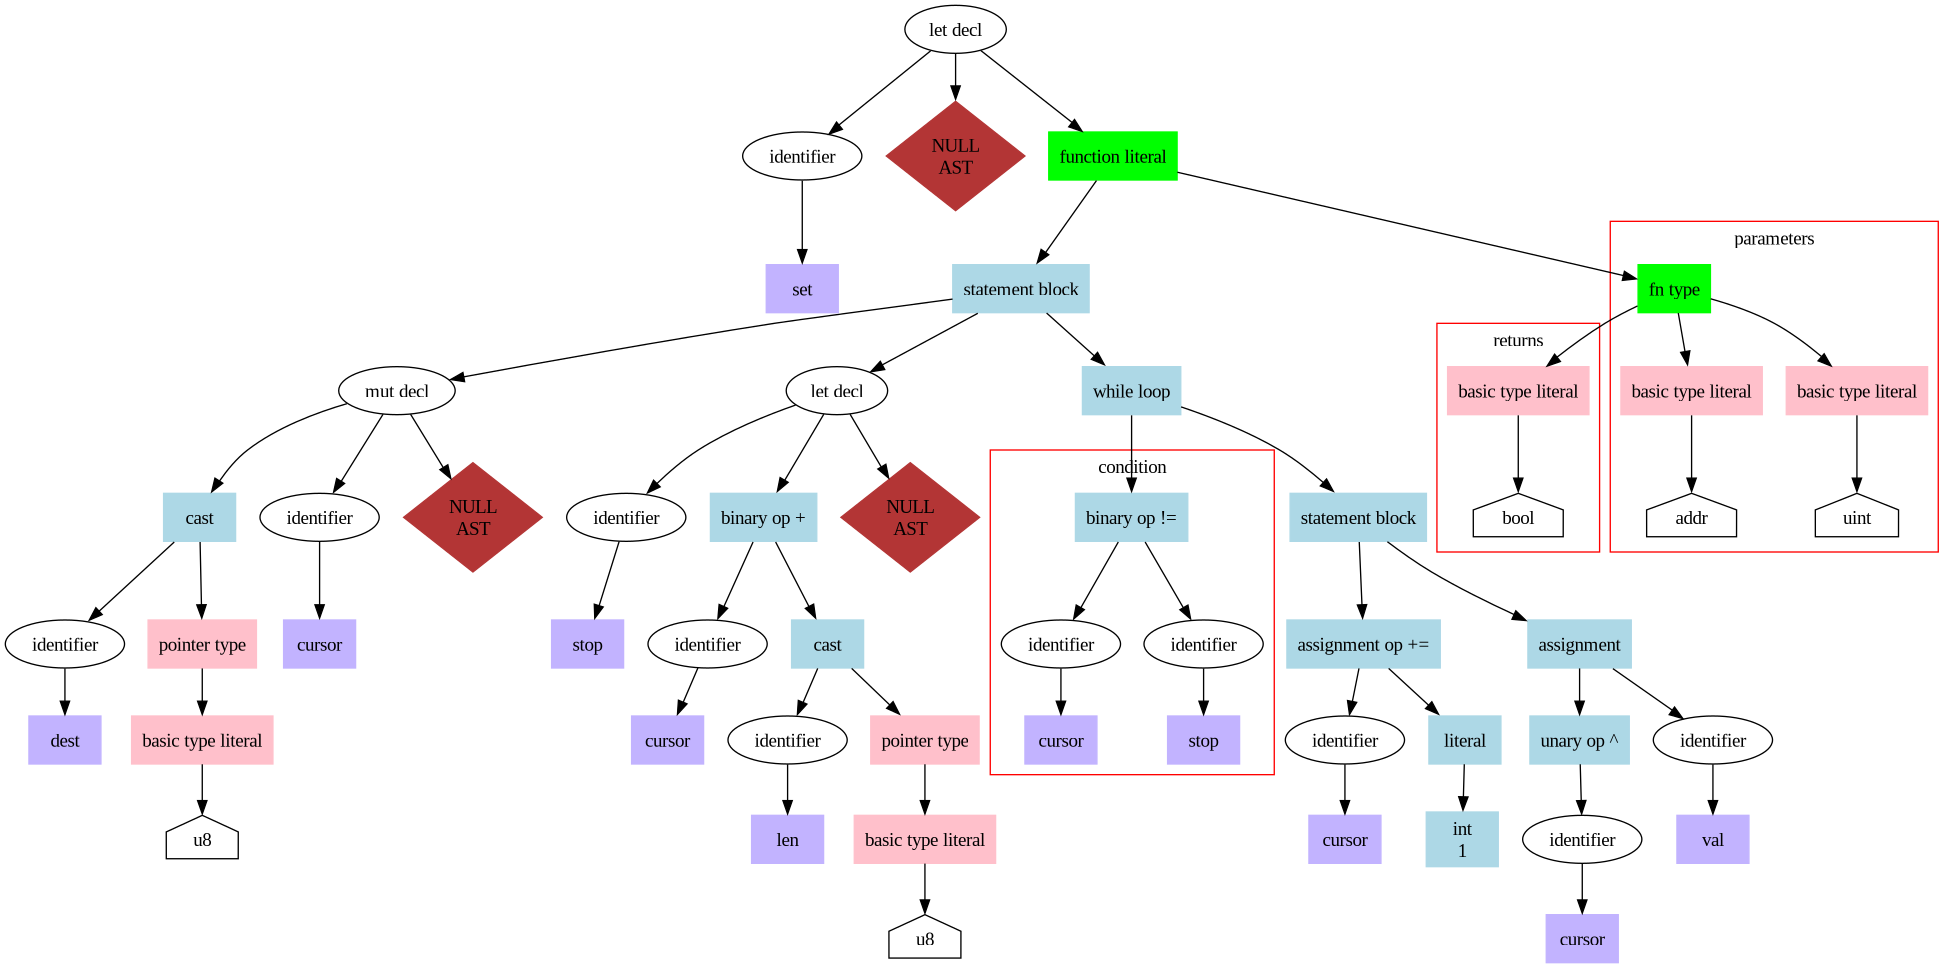 let decl
identifier
NULL
AST
function literal
parameters
set
statement block
fn type
returns
mut decl
let decl
while loop
basic type literal
basic type literal
basic type literal
condition
cast
identifier
NULL
AST
identifier
binary op +
NULL
AST
binary op !=
statement block
bool
addr
uint
identifier
pointer type
cursor
stop
identifier
cast
identifier
identifier
assignment op +=
assignment
dest
basic type literal
cursor
identifier
pointer type
cursor
stop
identifier
literal
unary op ^
identifier
u8
len
basic type literal
cursor
int
1
identifier
val
u8
cursor